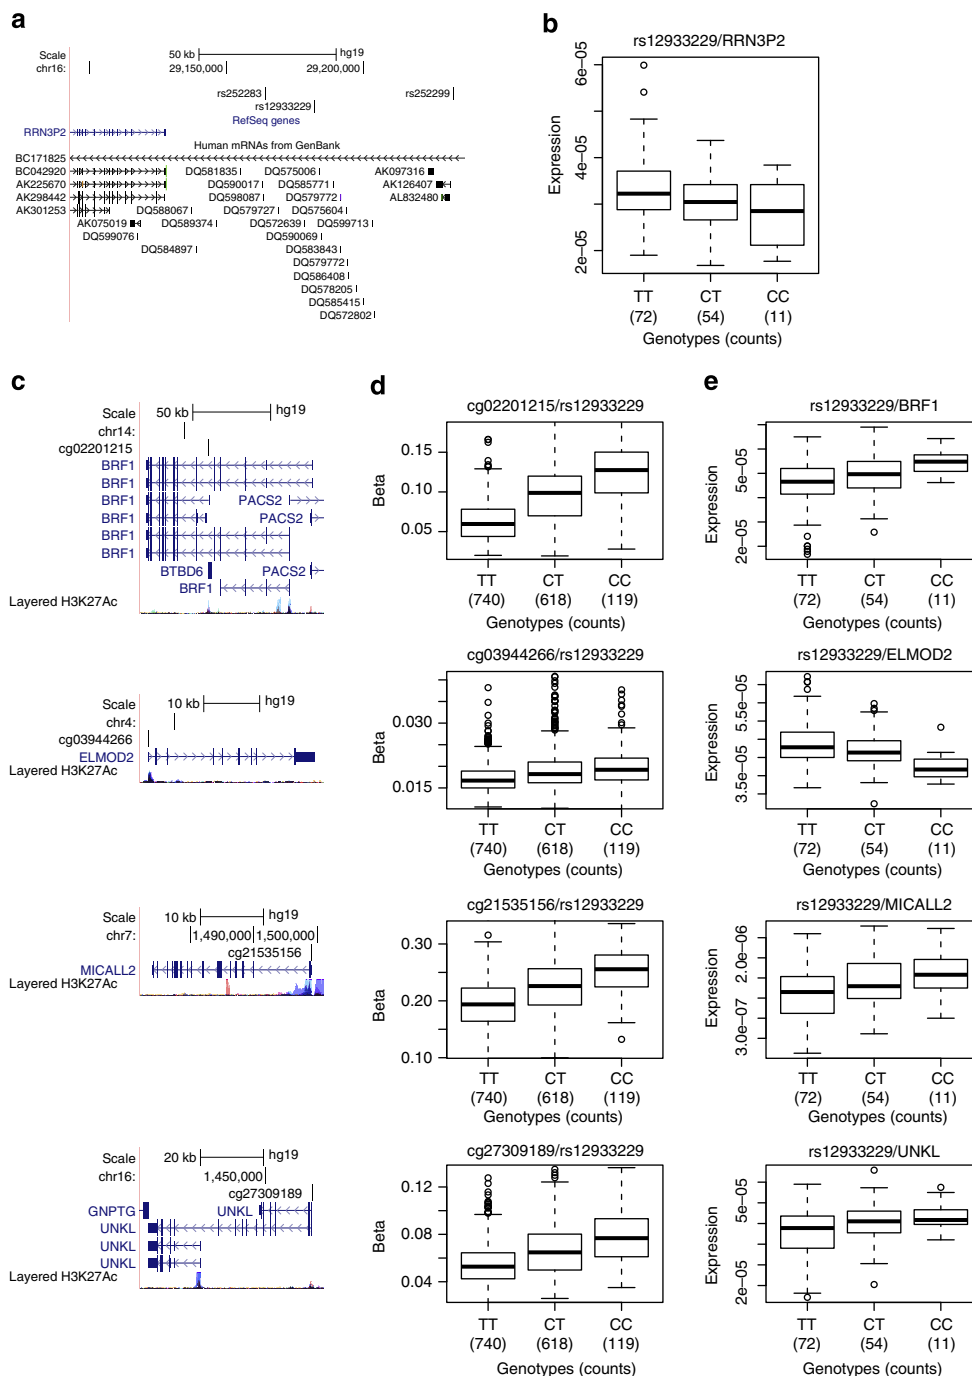 a
Scale
50 kb
hg19
chr16:
29,150,000
29,200,000
rs252283
rs252299
rs12933229
RefSeq genes
RRN3P2
Human mRNAs from GenBank
BC171825
BC042920 DQ581835 DQ575006 AK097316
AK225670 DQ590017 DQ585771 AK126407
AK298442 DQ598087 DQ579772 AL832480
AK301253 DQ588067 DQ579727 DQ575604
AK075019 DQ589374 DQ572639 DQ599713
DQ599076 DQ590069
DQ584897 DQ583843
DQ579772
DQ586408
DQ578205
DQ585415
DQ572802
b
rs12933229/RRN3P2
Expression
6e–05
4e–05
2e–05
TT CT CC
(72) (54) (11)
Genotypes (counts)
c
Scale
50 kb
hg19
chr14:
cg02201215
BRF1
BRF1
BRF1 PACS2
BRF1 PACS2
BRF1
BRF1
BTBD6 PACS2
BRF1
Layered H3K27Ac
Scale
10 kb
hg19
chr4:
cg03944266
ELMOD2
Layered H3K27Ac
Scale
10 kb
hg19
chr7:
1,490,000
1,500,000
cg21535156
MICALL2
Layered H3K27Ac
Scale
20 kb
hg19
chr16:
1,450,000
cg27309189
GNPTG UNKL
UNKL
UNKL
UNKL
Layered H3K27Ac
d
cg02201215/rs12933229
Beta
0.15
0.10
0.05
TT CT CC
(740) (618) (119)
Genotypes (counts)
cg03944266/rs12933229
Beta
0.030
0.015
TT CT CC
(740) (618) (119)
Genotypes (counts)
cg21535156/rs12933229
Beta
0.30
0.20
0.10
TT CT CC
(740) (618) (119)
Genotypes (counts)
cg27309189/rs12933229
Beta
0.12
0.08
0.04
TT CT CC
(740) (618) (119)
Genotypes (counts)
e
rs12933229/BRF1
Expression
5e–05
2e–05
TT CT CC
(72) (54) (11)
Genotypes (counts)
rs12933229/ELMOD2
Expression
5.5e–05
3.5e–05
TT CT CC
(72) (54) (11)
Genotypes (counts)
rs12933229/MICALL2
Expression
2.0e–06
3.0e–07
TT CT CC
(72) (54) (11)
Genotypes (counts)
rs12933229/UNKL
Expression
5e–05
2e–05
TT CT CC
(72) (54) (11)
Genotypes (counts)